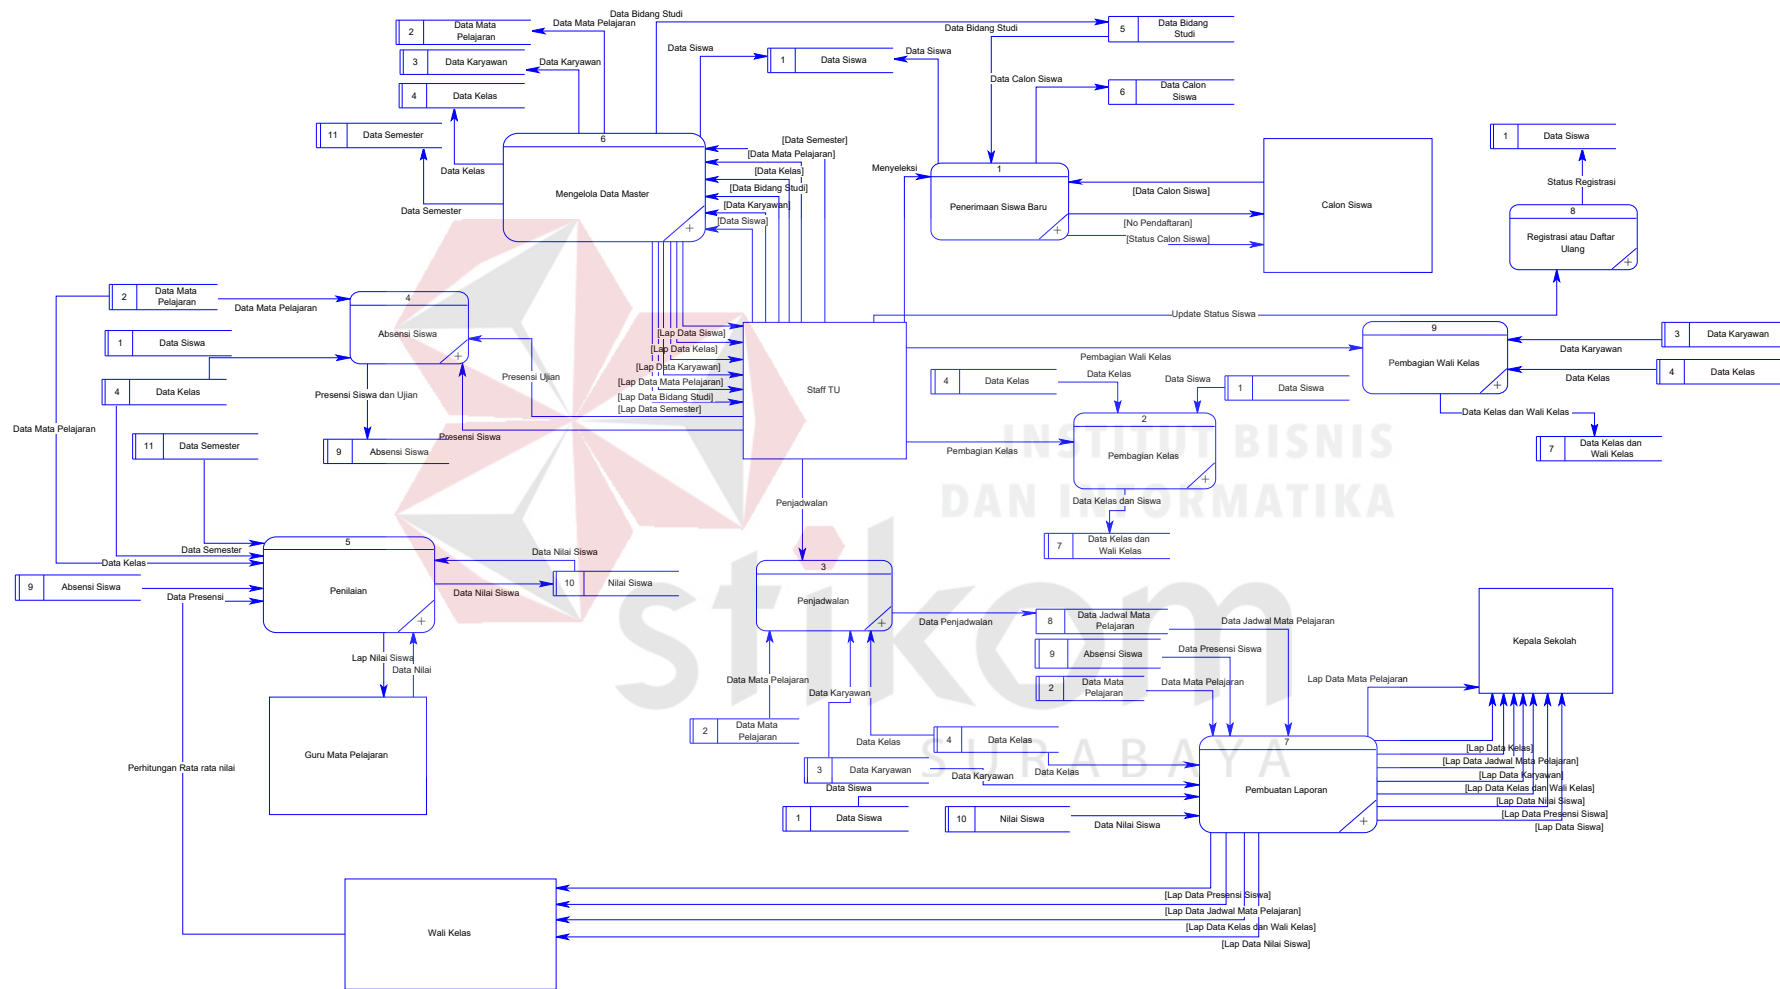 Data Bidang Studi
2
Data Mata
Pelajaran
Data Mata Pelajaran
Data Bidang Studi
5
Data Bidang
Studi
3
Data Karyawan
Data Karyawan
Data Siswa
1
Data Siswa
Data Siswa
4
Data Kelas
Data Calon Siswa
6
Data Calon
Siswa
11
Data Semester
6
Mengelola Data Master
Data Kelas
Data Semester
[Data Semester]
[Data Mata Pelajaran]
[Data Kelas]
[Data Bidang Studi]
[Data Karyawan]
[Data Siswa]
Menyeleksi
1
Penerimaan Siswa Baru
[Data Calon Siswa]
[No Pendaftaran]
[Status Calon Siswa]
Calon Siswa
1
Data Siswa
Status Registrasi
8
Registrasi atau Daftar
Ulang
2
Data Mata
Pelajaran
Data Mata Pelajaran
4
Absensi Siswa
1
Data Siswa
4
Data Kelas
Presensi Ujian
Presensi Siswa dan Ujian
Presensi Siswa
9
Absensi Siswa
Data Mata Pelajaran
11
Data Semester
[Lap Data Siswa]
[Lap Data Kelas]
[Lap Data Karyawan]
[Lap Data Mata Pelajaran]
[Lap Data Bidang Studi]
[Lap Data Semester]
Staff TU
Update Status Siswa
Pembagian Wali Kelas
9
Pembagian Wali Kelas
3
Data Karyawan
Data Karyawan
4
Data Kelas
Data Kelas
Data Kelas dan Wali Kelas
7
Data Kelas dan
Wali Kelas
4
Data Kelas
Data Kelas
Data Siswa
1
Data Siswa
2
Pembagian Kelas
Pembagian Kelas
Data Kelas dan Siswa
7
Data Kelas dan
Wali Kelas
INSTITUT BISNIS
DAN INFORMATIKA
stikom
SURABAYA
Penjadwalan
3
Penjadwalan
Data Semester
Data Kelas
5
Penilaian
Data Nilai Siswa
10
Nilai Siswa
Data Nilai Siswa
9
Absensi Siswa
Data Presensi
Lap Nilai Siswa
Data Nilai
Guru Mata Pelajaran
Perhitungan Rata rata nilai
Data Penjadwalan
8
Data Jadwal Mata
Pelajaran
Data Jadwal Mata Pelajaran
9
Absensi Siswa
Data Presensi Siswa
2
Data Mata
Pelajaran
Data Mata Pelajaran
Data Mata Pelajaran
Data Karyawan
Data Kelas
2
Data Mata
Pelajaran
4
Data Kelas
3
Data Karyawan
Data Karyawan
Data Kelas
Data Siswa
1
Data Siswa
10
Nilai Siswa
Data Nilai Siswa
7
Pembuatan Laporan
Kepala Sekolah
Lap Data Mata Pelajaran
[Lap Data Kelas]
[Lap Data Jadwal Mata Pelajaran]
[Lap Data Karyawan]
[Lap Data Kelas dan Wali Kelas]
[Lap Data Nilai Siswa]
[Lap Data Presensi Siswa]
[Lap Data Siswa]
Wali Kelas
[Lap Data Presensi Siswa]
[Lap Data Jadwal Mata Pelajaran]
[Lap Data Kelas dan Wali Kelas]
[Lap Data Nilai Siswa]